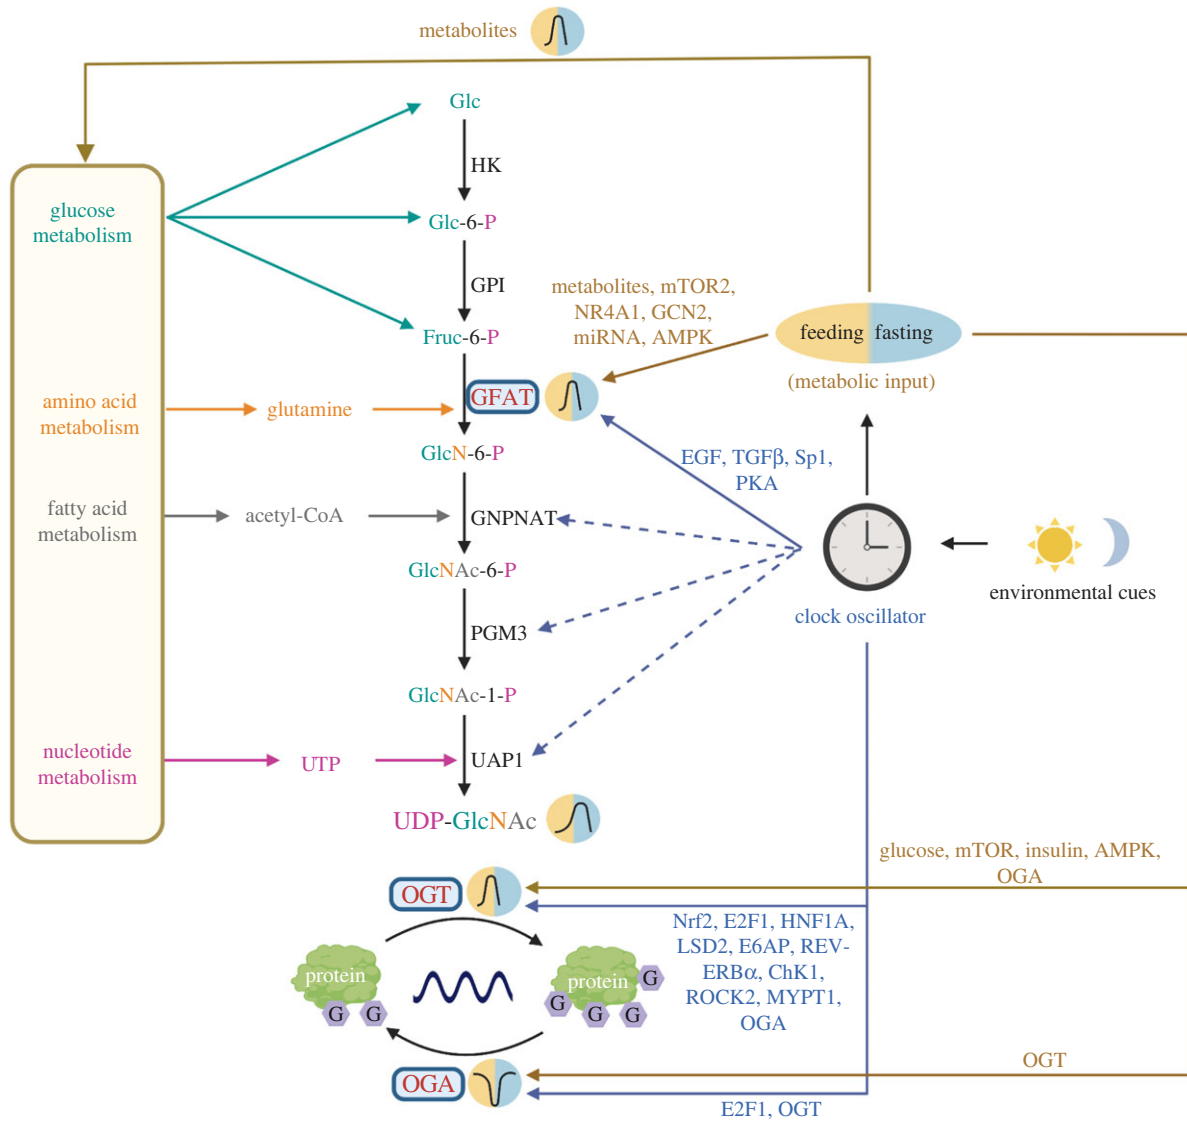 metabolites
Glc
HK
glucose
metabolism
Glc-6-P
GPI
metabolites, mTOR2,
NR4A1, GCN2,
miRNA, AMPK
Fruc-6-P
feeding fasting
(metabolic input)
amino acid
metabolism
glutamine
GFAT
GlcN-6-P
EGF, TGFβ, Sp1,
PKA
fatty acid
metabolism
acetyl-CoA
GNPNAT
GlcNAc-6-P
environmental cues
clock oscillator
PGM3
GlcNAc-1-P
nucleotide
metabolism
UTP
UAP1
UDP-GlcNAc
glucose, mTOR, insulin, AMPK,
OGA
OGT
Nrf2, E2F1, HNF1A,
LSD2, E6AP, REV-
ERBα, ChK1,
ROCK2, MYPT1,
OGA
protein
G G
protein
G
G G G
OGT
OGA
E2F1, OGT